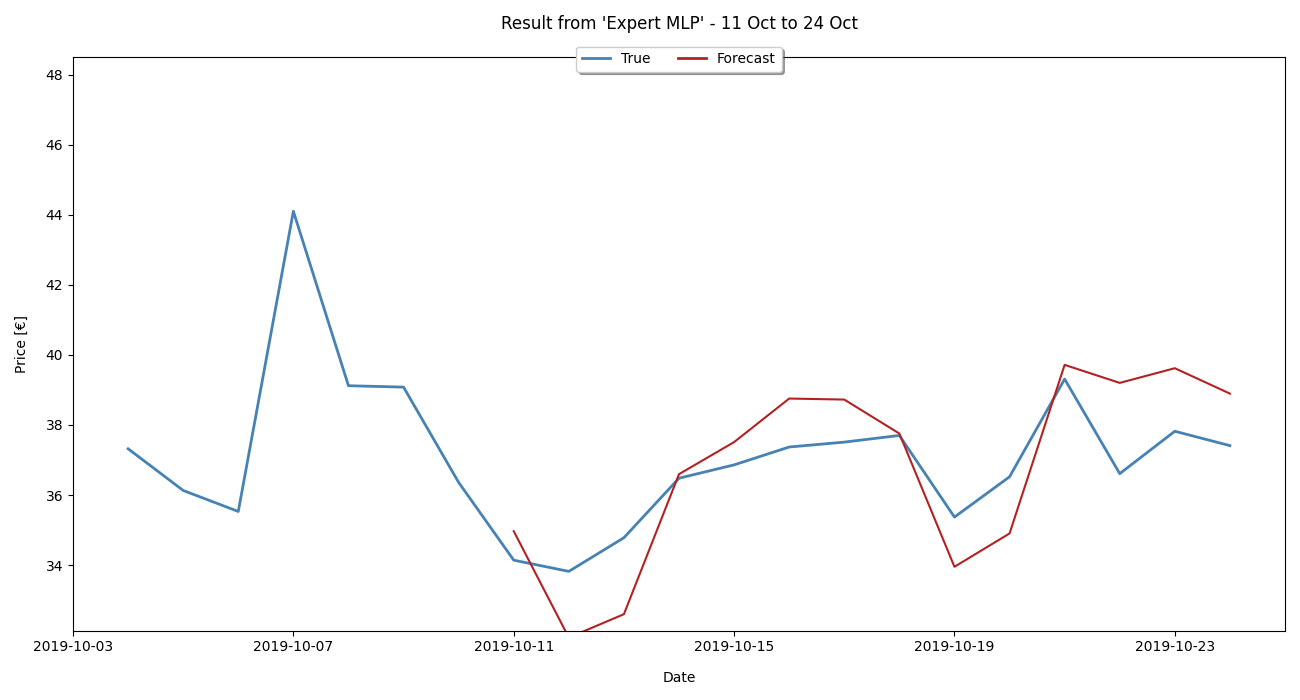 Result from 'Expert MLP' - 11 Oct to 24 Oct
True Forecast
48
46
44
42
40
38
36
34
Price [€]
2019-10-03 2019-10-07 2019-10-11 2019-10-15 2019-10-19 2019-10-23
Date